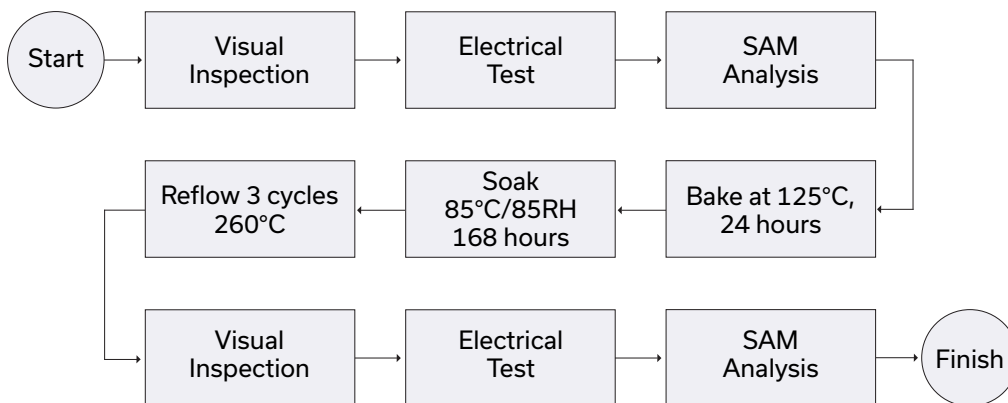 Start
Visual
Inspection
Electrical
Test
SAM
Analysis
Bake at 125°C,
24 hours
Soak
85°C/85RH
168 hours
Reflow 3 cycles
260°C
Visual
Inspection
Electrical
Test
SAM
Analysis
Finish